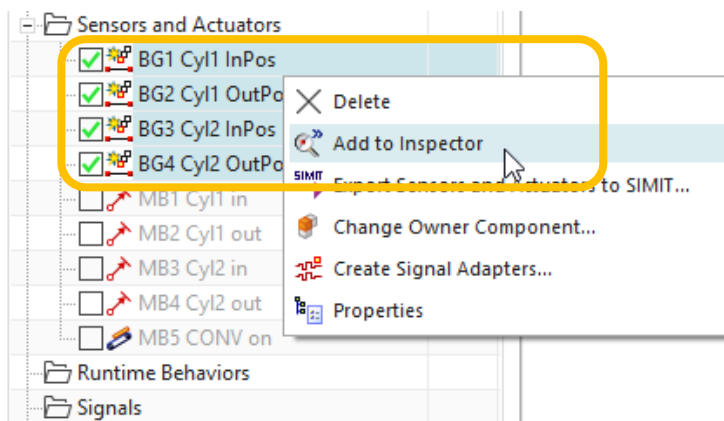 Sensors and Actuators
BG1 Cyl1 InPos
BG2 Cyl1 OutPo
Delete
BG3 Cyl2 InPos
Add to Inspector
BG4 Cyl2 OutPo
SIMIT Export Sensors and Actuators to SIMIT...
MB1 Cyl1 in
MB2 Cyl1 out
Change Owner Component...
MB3 Cyl2 in
Create Signal Adapters...
MB4 Cyl2 out
Properties
MB5 CONV on
Runtime Behaviors
Signals